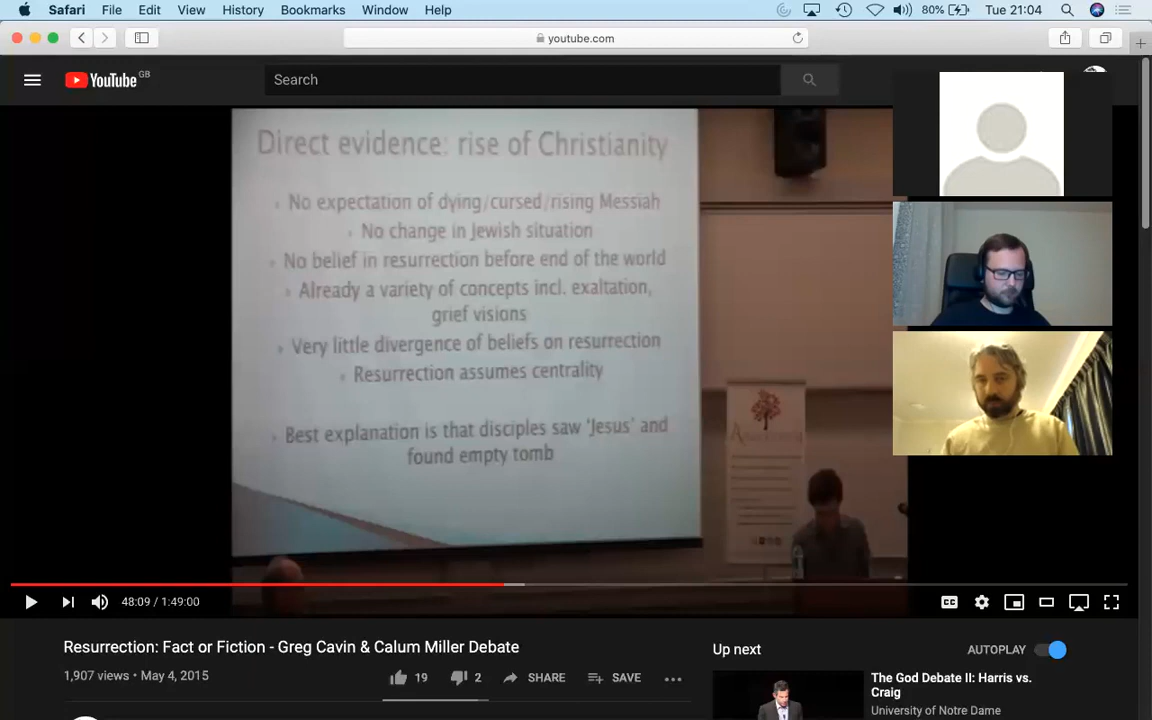 Safari File Edit View History Bookmarks Window Help 80% Tue 21:04
youtube.com
YouTube GB Search
Direct evidence: rise of Christianity
No expectation of dying/cursed/rising Messiah
No change in Jewish situation
No belief in resurrection before end of the world
Already a variety of concepts incl. exaltation,
grief visions
Very little divergence of beliefs on resurrection
Resurrection assumes centrality
Best explanation is that disciples saw 'Jesus' and
found empty tomb
48:09 / 1:49:00 CC
Resurrection: Fact or Fiction - Greg Cavin & Calum Miller Debate
1,907 views • May 4, 2015
19 2 SHARE SAVE
Up next AUTOPLAY
The God Debate II: Harris vs.
Craig
University of Notre Dame